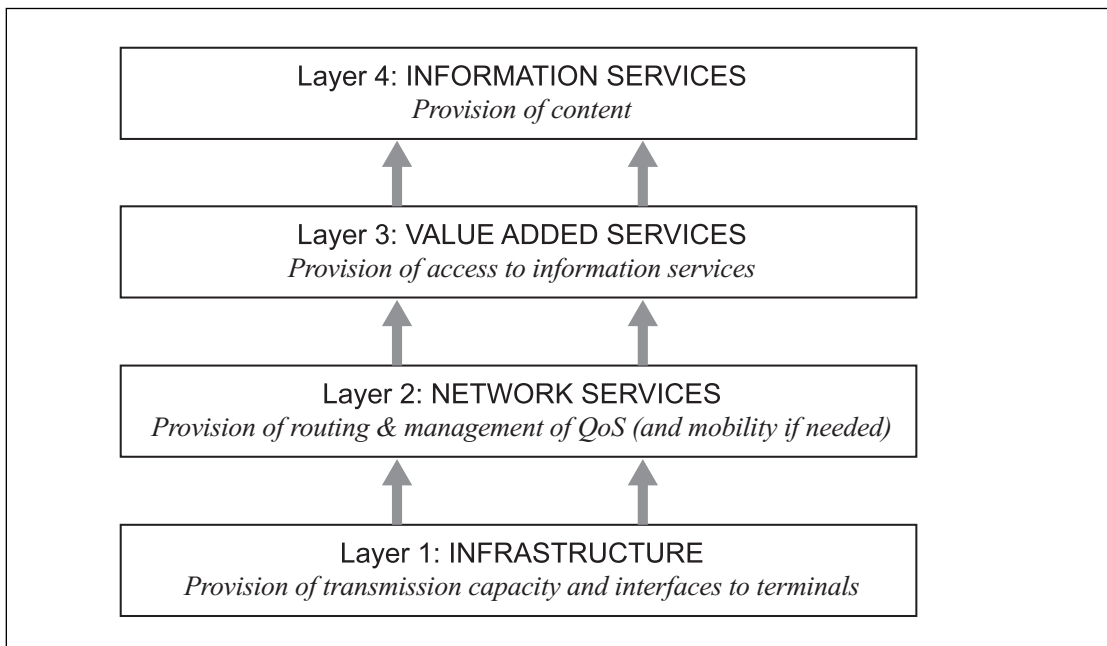 Layer 4: INFORMATION SERVICES
Provision of content
Layer 3: VALUE ADDED SERVICES
Provision of access to information services
Layer 2: NETWORK SERVICES
Provision of routing & management of QoS (and mobility if needed)
Layer 1: INFRASTRUCTURE
Provision of transmission capacity and interfaces to terminals